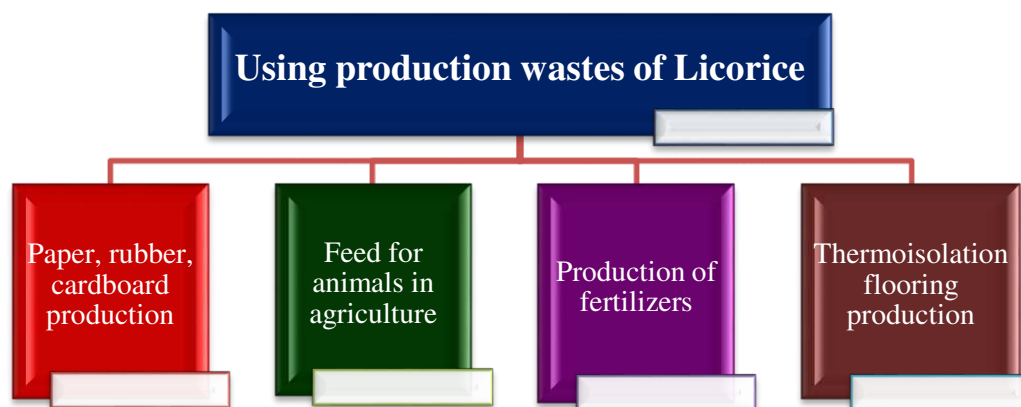 Using production wastes of Licorice
Paper, rubber,
cardboard
production
Feed for
animals in
agriculture
Production of
fertilizers
Thermoisolation
flooring
production